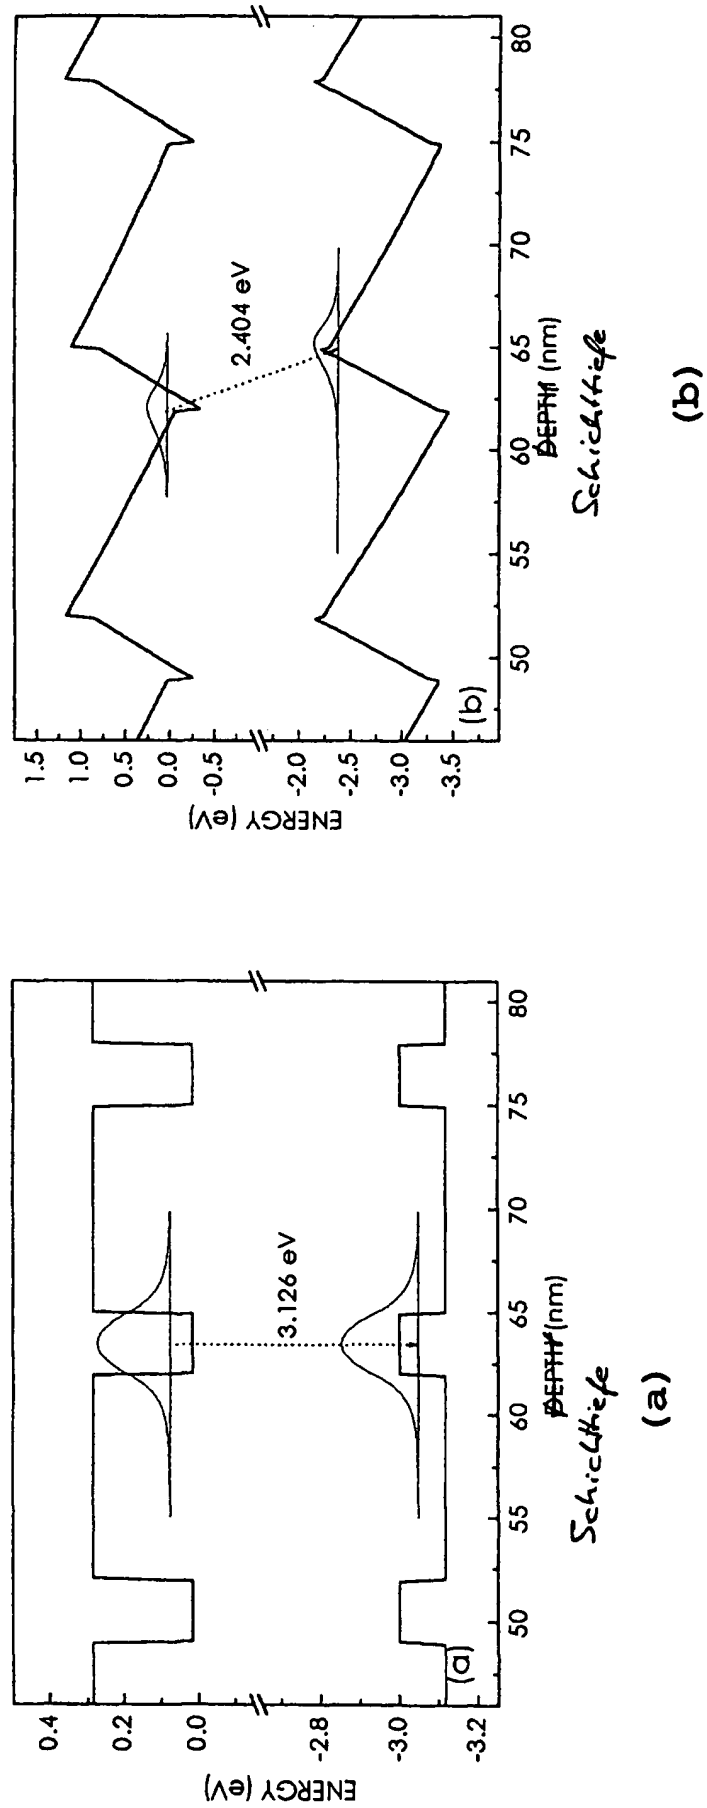 ENERGY (eV)
0.4
0.2
0.0
-2.8
-3.0
-3.2
3.126 eV
(a)
50
55
60
65
70
75
80
DEPTH (nm)
Schichttiefe
(a)
ENERGY (eV)
1.5
1.0
0.5
0.0
-0.5
-2.0
-2.5
-3.0
-3.5
2.404 eV
(b)
50
55
60
65
70
75
80
DEPTH (nm)
Schichttiefe
(b)